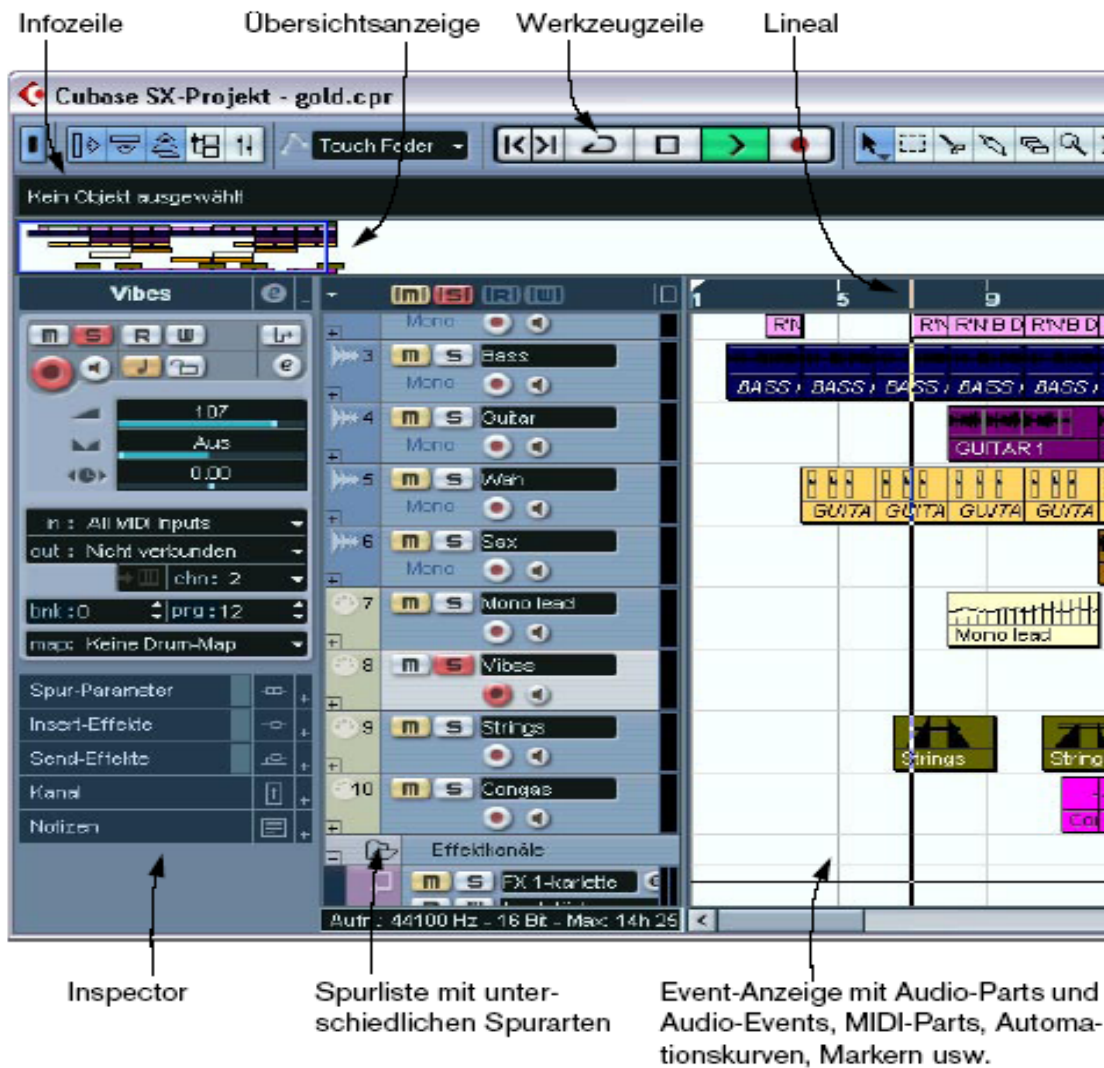 Infozeile Übersichtsanzeige Werkzeugzeile Lineal
Cubase SX-Projekt - gold.cpr
Touch Fader
Kein Objekt ausgewählt
Vibes
1 5 9
m S R W
107
Aus
0.00
in : All MIDI Inputs
out : Nicht verbunden
chn: 2
bnk :0 prg :12
map: Keine Drum-Map
Spur-Parameter
Insert-Effekte
Send-Effekte
Kanal
Notizen
Mono
3 m S Bass
Mono
4 m S Guitar
Mono
5 m S Wah
Mono
6 m S Sax
Mono
7 m S Mono lead
8 m S Vibes
9 m S Strings
10 m S Congas
Effektkanäle
m S FX 1-
44100 Hz - 16 Bit - Max: 14h 25
R'N R'N R'N'B D R'N'B D
BASS BASS BASS BASS BASS
GUITAR 1
GUITA GUITA GUITA GUITA
Mono lead
Strings String
Inspector
Spurliste mit unter-
schiedlichen Spurarten
Event-Anzeige mit Audio-Parts und
Audio-Events, MIDI-Parts, Automa-
tionskurven, Markern usw.